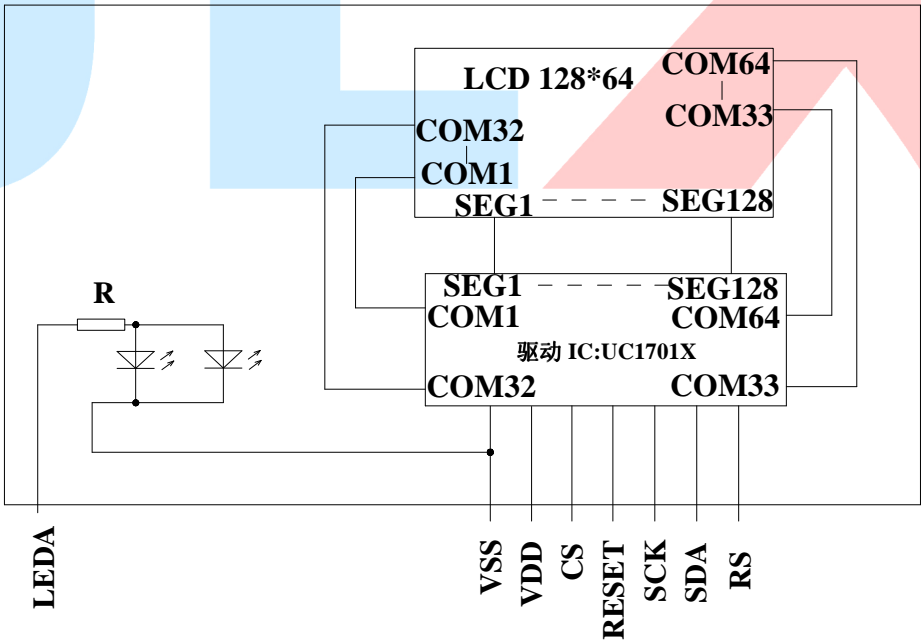 LCD 128*64
COM64
COM33
COM32
COM1
SEG1
SEG128
SEG1
SEG128
COM1
COM64
驱动 IC:UC1701X
COM32
COM33
R
LEDA
VSS
VDD
CS
RESET
SCK
SDA
RS